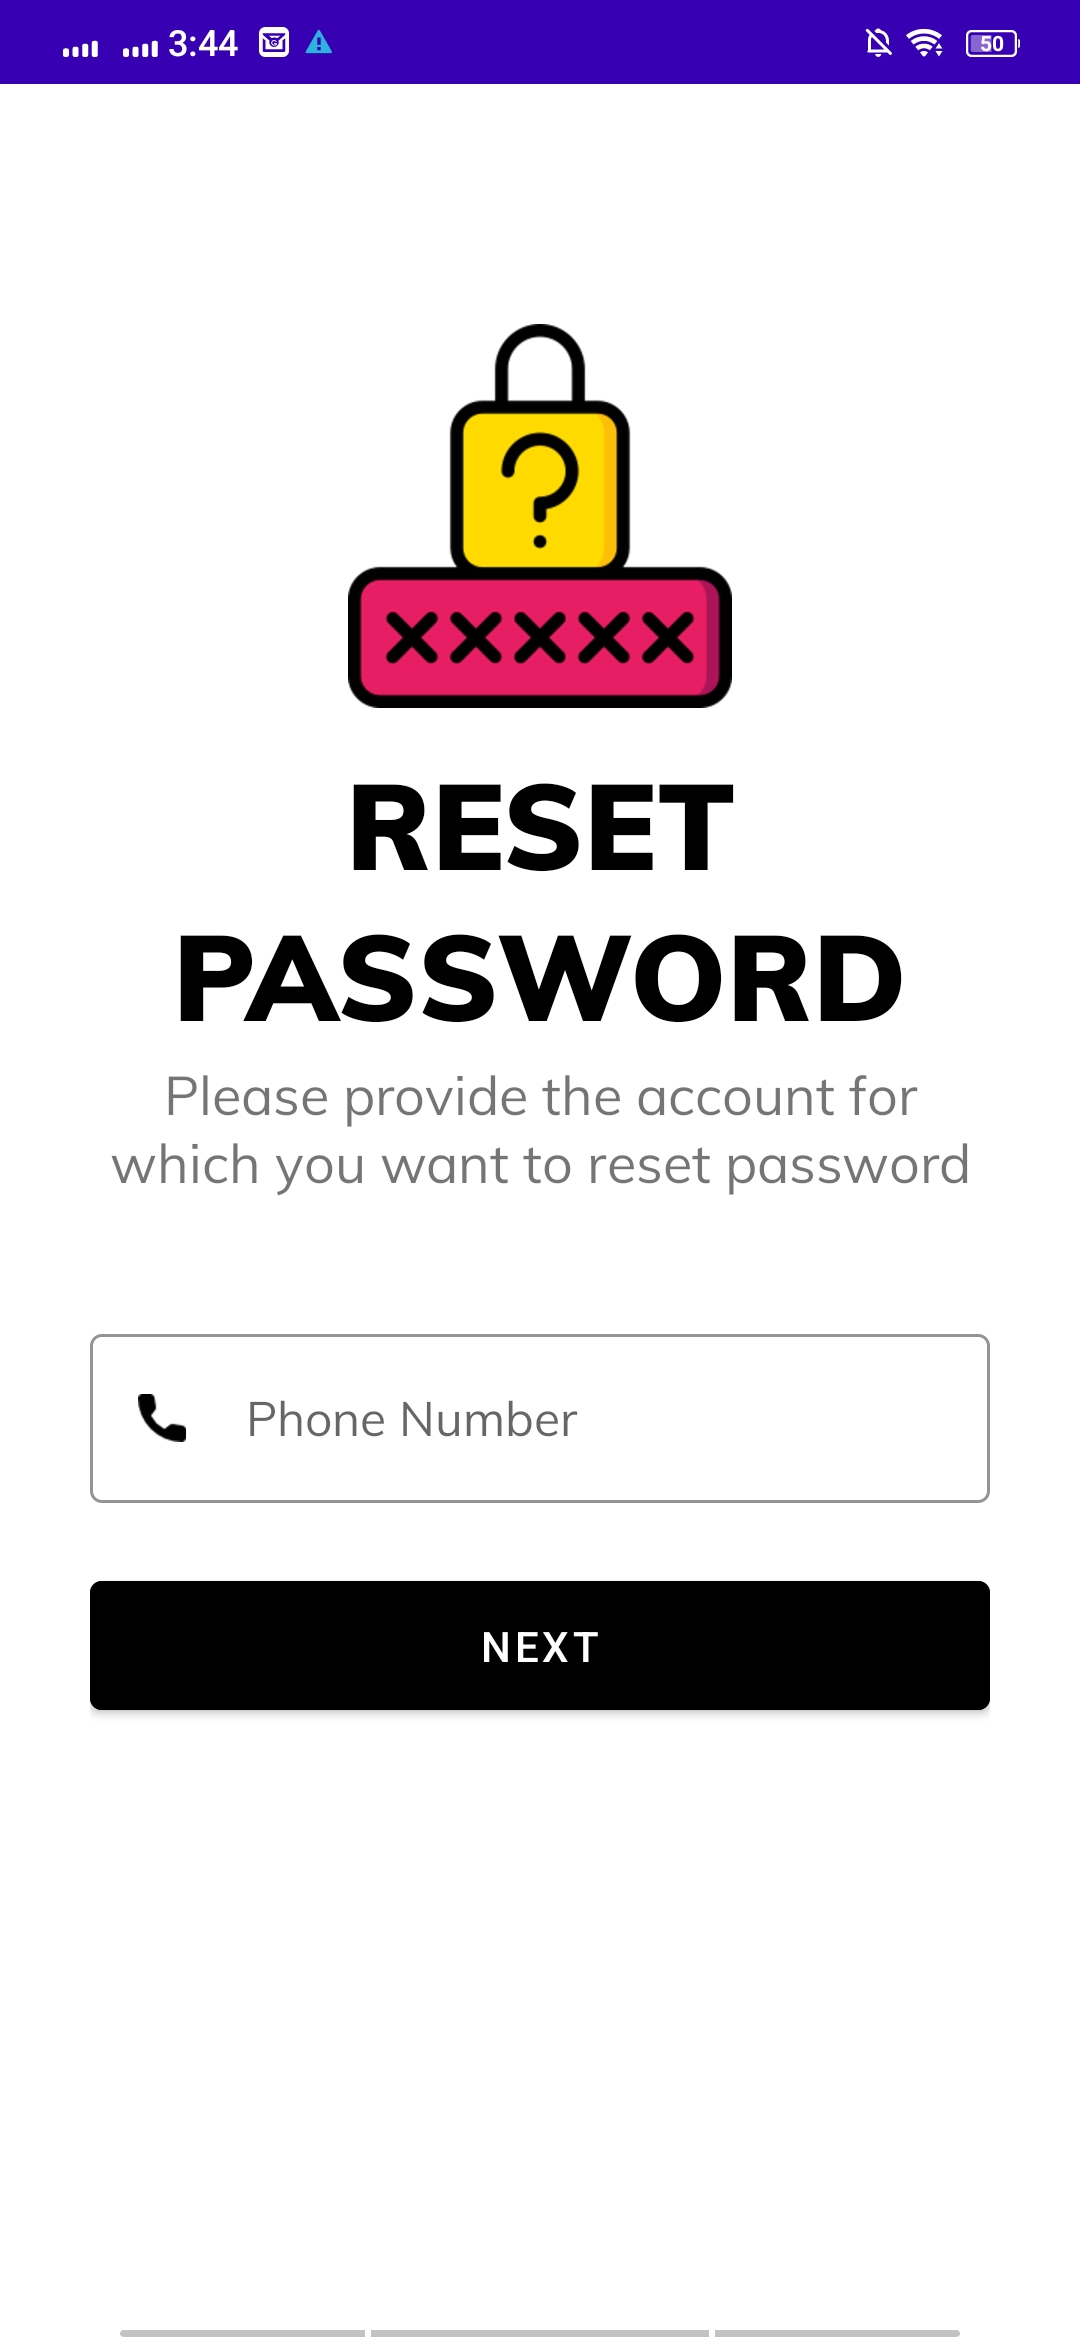 3:44
50
RESET
PASSWORD
Please provide the account for
which you want to reset password
Phone Number
NEXT